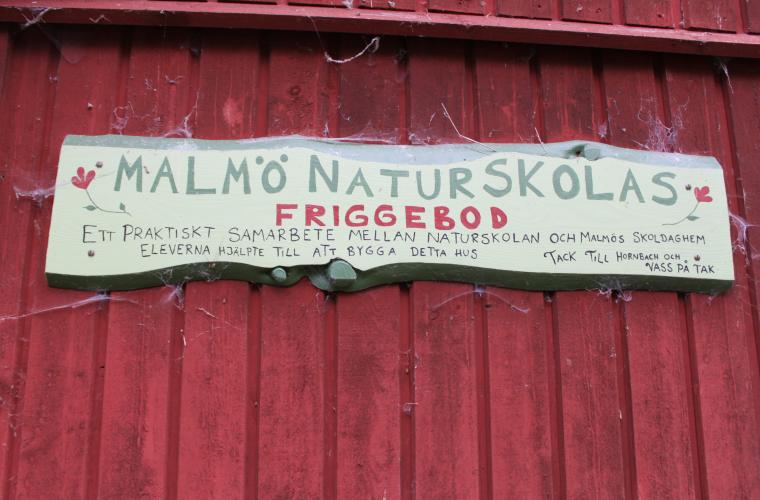 MALMÖ NATURSKOLAS
FRIGGEBOD
ETT PRAKTISKT SAMARBETE MELLAN NATURSKOLAN OCH MALMÖS SKOLDAGHEM
ELEVERNA HJÄLPTE TILL ATT BYGGA DETTA HUS
TACK TILL HORNBACH OCH
VASS PÅ TAK